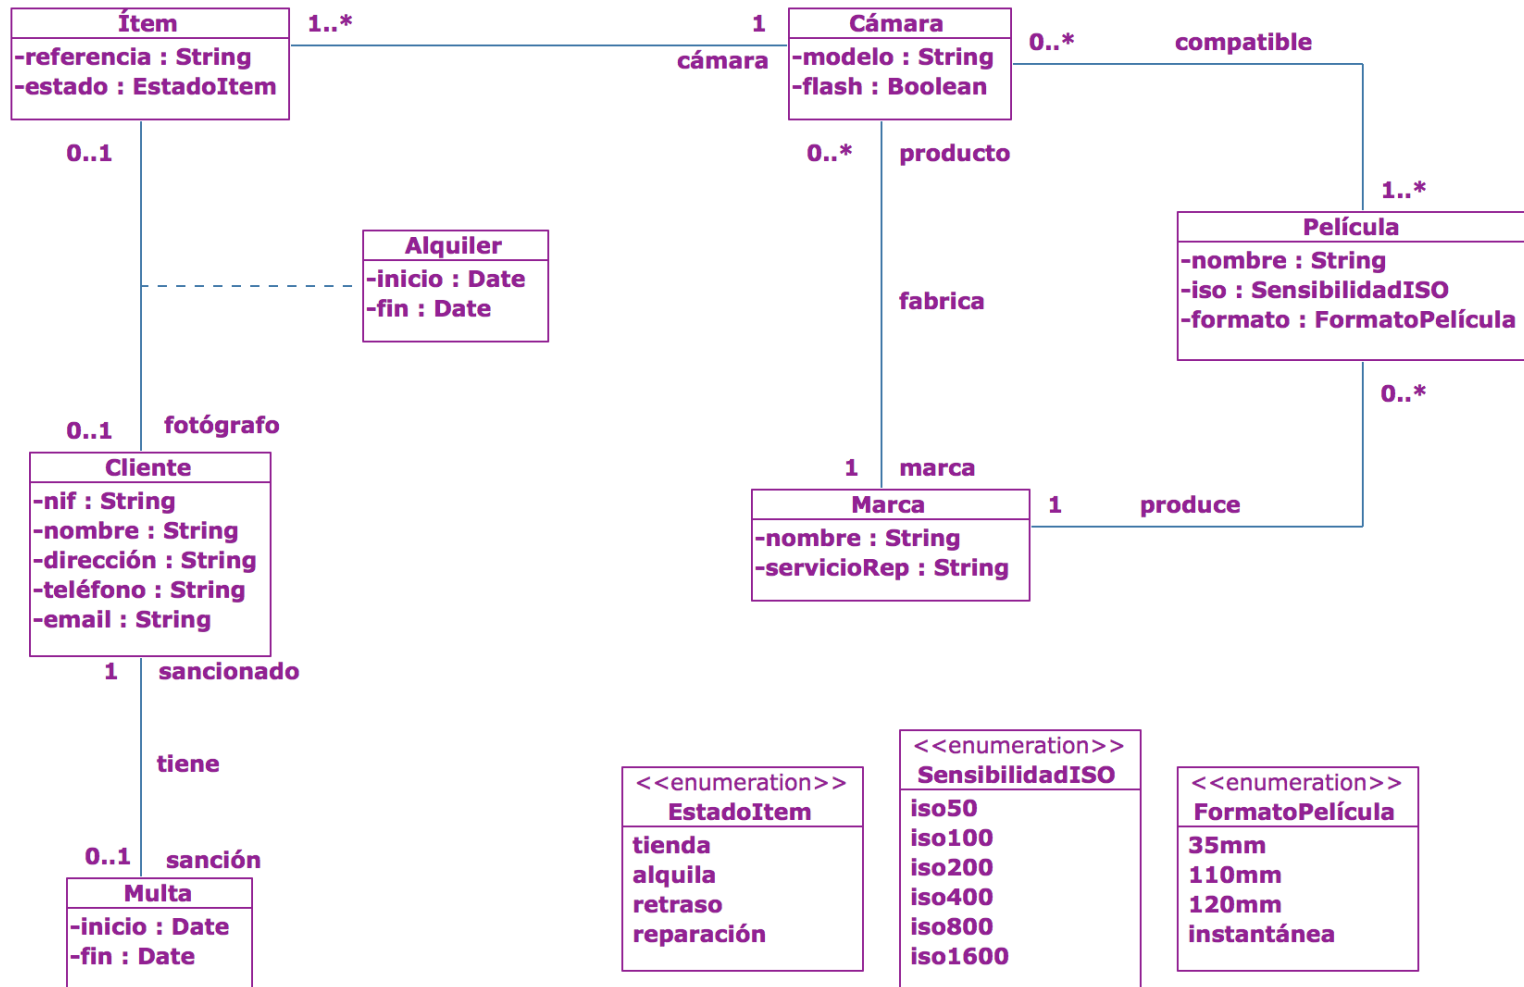 Ítem
-referencia : String
-estado : EstadoItem
1..*
1
cámara
Cámara
-modelo : String
-flash : Boolean
0..*
compatible
0..1
0..*
producto
1..*
Alquiler
-inicio : Date
-fin : Date
Película
-nombre : String
-iso : SensibilidadISO
-formato : FormatoPelícula
fabrica
0..*
0..1
fotógrafo
Cliente
-nif : String
-nombre : String
-dirección : String
-teléfono : String
-email : String
1
marca
Marca
-nombre : String
-servicioRep : String
1
produce
1
sancionado
tiene
0..1
sanción
Multa
-inicio : Date
-fin : Date
<<enumeration>>
EstadoItem
tienda
alquila
retraso
reparación
<<enumeration>>
SensibilidadISO
iso50
iso100
iso200
iso400
iso800
iso1600
<<enumeration>>
FormatoPelícula
35mm
110mm
120mm
instantánea